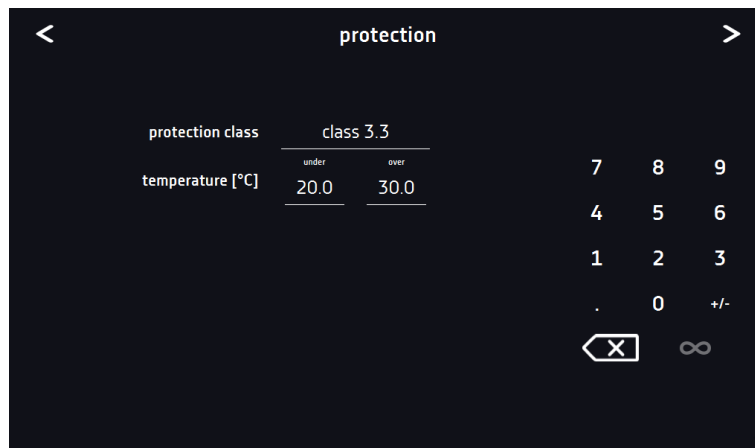 < protection >
protection class class 3.3
under over
temperature [°C] 20.0 30.0
7 8 9
4 5 6
1 2 3
. 0 +/-
∞